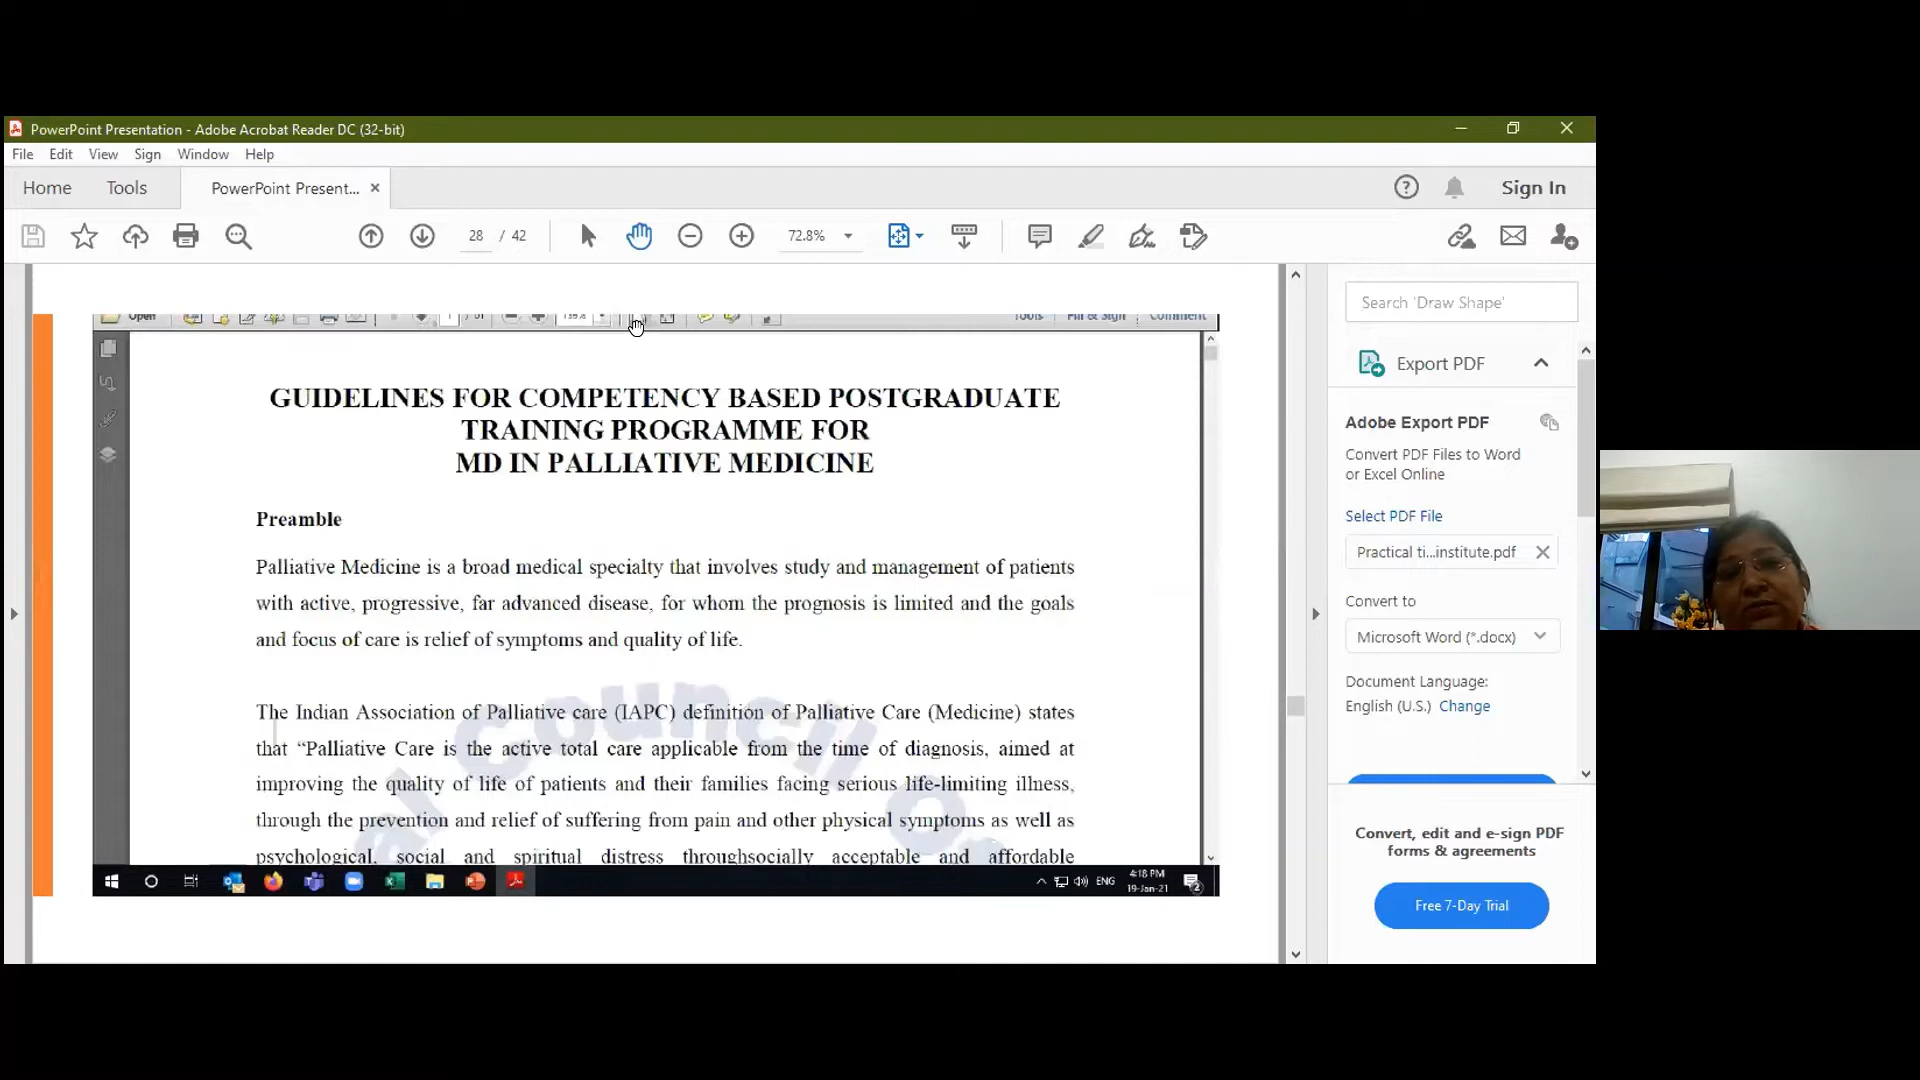 PowerPoint Presentation - Adobe Acrobat Reader DC (32-bit)
File Edit View Sign Window Help
Home Tools PowerPoint Present... Sign In
28 / 42 72.8%
Open 139% Tools Fill & Sign Comment
GUIDELINES FOR COMPETENCY BASED POSTGRADUATE
TRAINING PROGRAMME FOR
MD IN PALLIATIVE MEDICINE
Preamble
Palliative Medicine is a broad medical specialty that involves study and management of patients
with active, progressive, far advanced disease, for whom the prognosis is limited and the goals
and focus of care is relief of symptoms and quality of life.
The Indian Association of Palliative care (IAPC) definition of Palliative Care (Medicine) states
that “Palliative Care is the active total care applicable from the time of diagnosis, aimed at
improving the quality of life of patients and their families facing serious life-limiting illness,
through the prevention and relief of suffering from pain and other physical symptoms as well as
psychological, social and spiritual distress throughsocially acceptable and affordable
Council
ENG 4:18 PM
19-Jan-21 2
Search 'Draw Shape'
Export PDF
Adobe Export PDF
Convert PDF Files to Word
or Excel Online
Select PDF File
Practical ti...institute.pdf
Convert to
Microsoft Word (*.docx)
Document Language:
English (U.S.) Change
Convert, edit and e-sign PDF
forms & agreements
Free 7-Day Trial